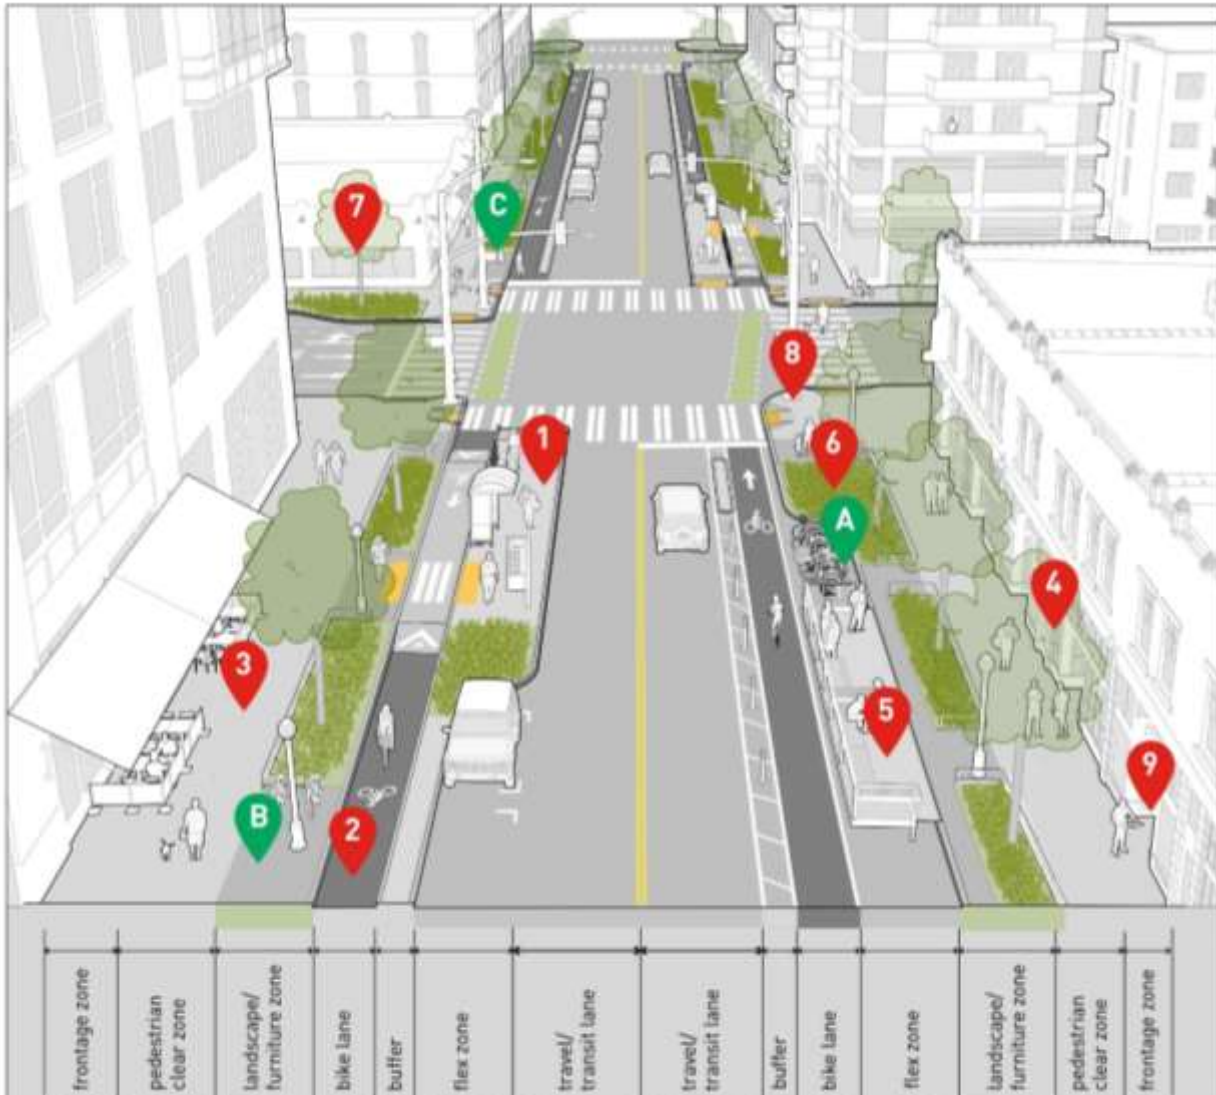 7
C
8
1
6
A
4
3
5
9
B
2
frontage zone
pedestrian
clear zone
landscape/
furniture zone
bike lane
buffer
flex zone
travel/
transit lane
travel/
transit lane
buffer
bike lane
flex zone
landscape/
furniture zone
pedestrian
clear zone
frontage zone